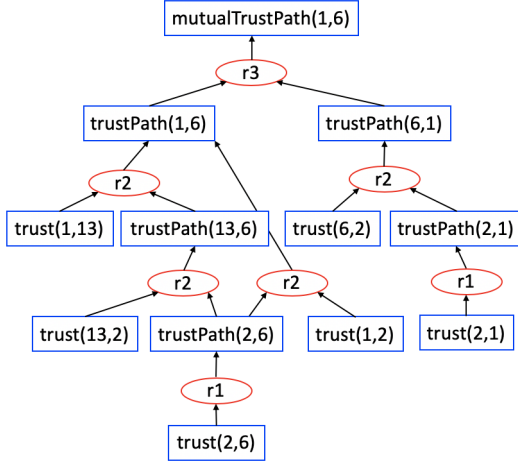 mutualTrustPath(1,6)
r3
trustPath(1,6)
trustPath(6,1)
r2
r2
trust(1,13)
trustPath(13,6)
trust(6,2)
trustPath(2,1)
r2
r2
r1
trust(13,2)
trustPath(2,6)
trust(1,2)
trust(2,1)
r1
trust(2,6)